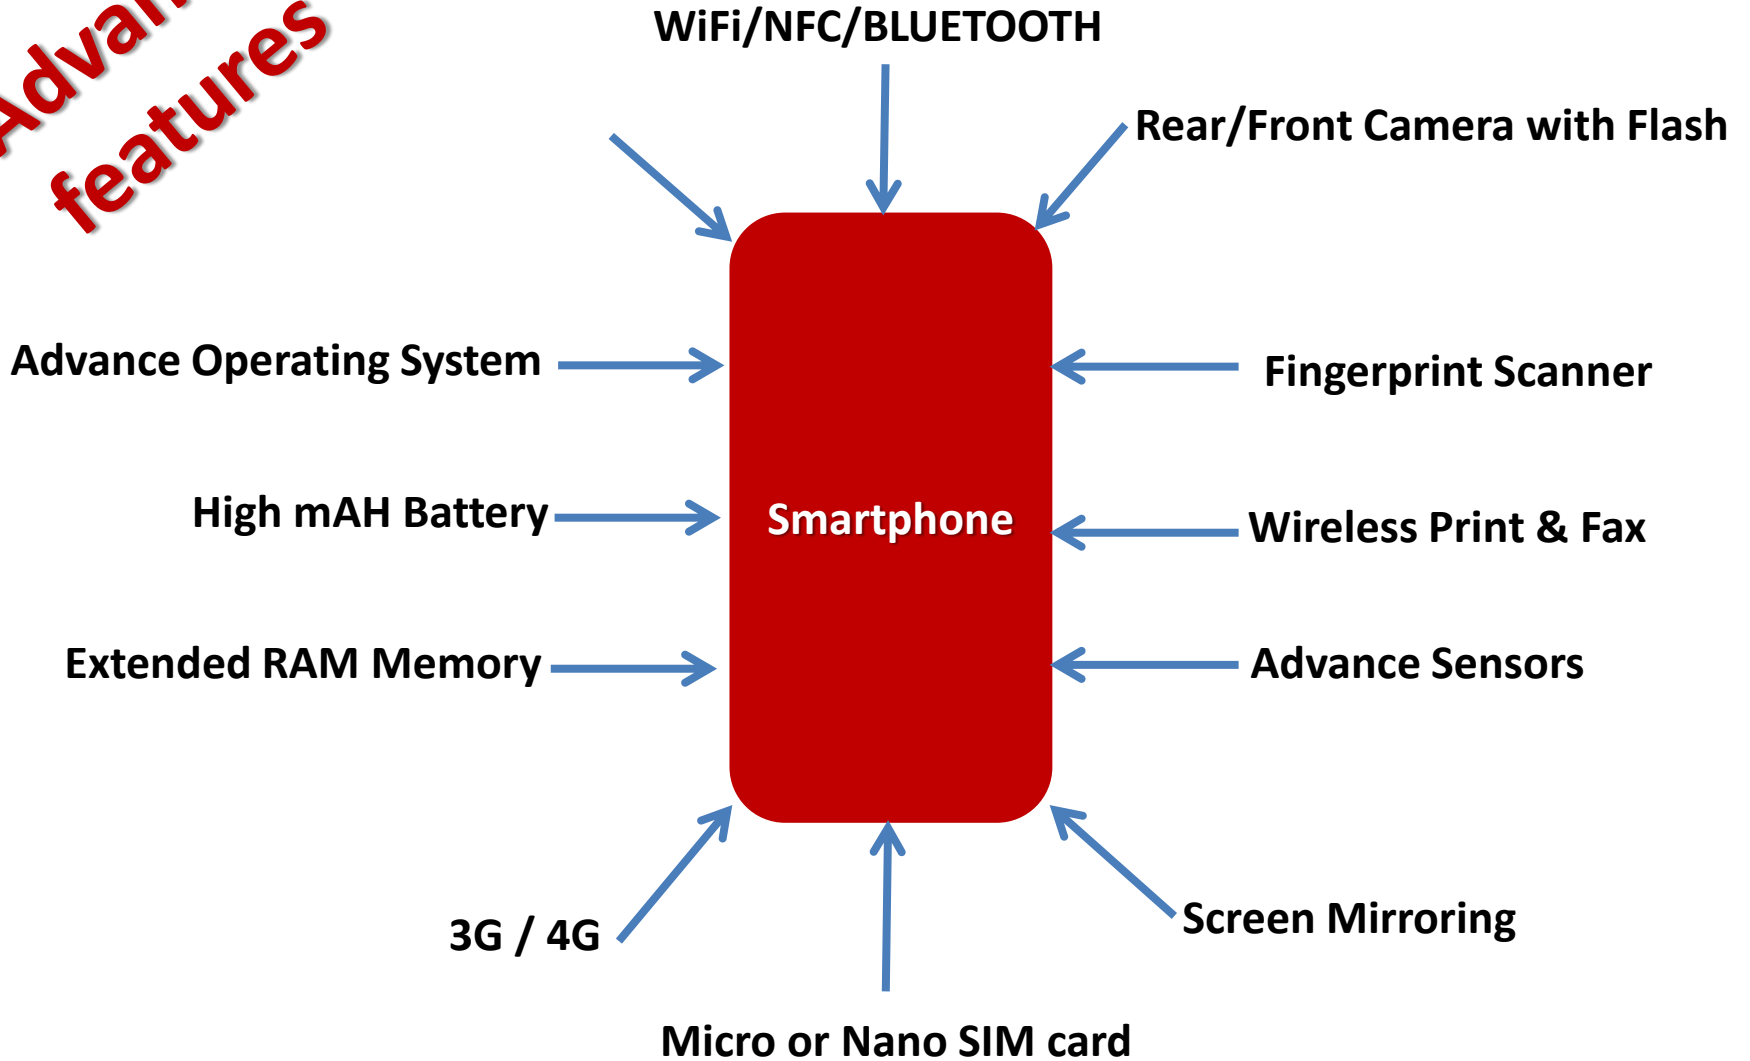 features
WiFi/NFC/BLUETOOTH
Rear/Front Camera with Flash
Advance Operating System
Fingerprint Scanner
High mAH Battery
Smartphone
Wireless Print & Fax
Extended RAM Memory
Advance Sensors
3G / 4G
Screen Mirroring
Micro or Nano SIM card